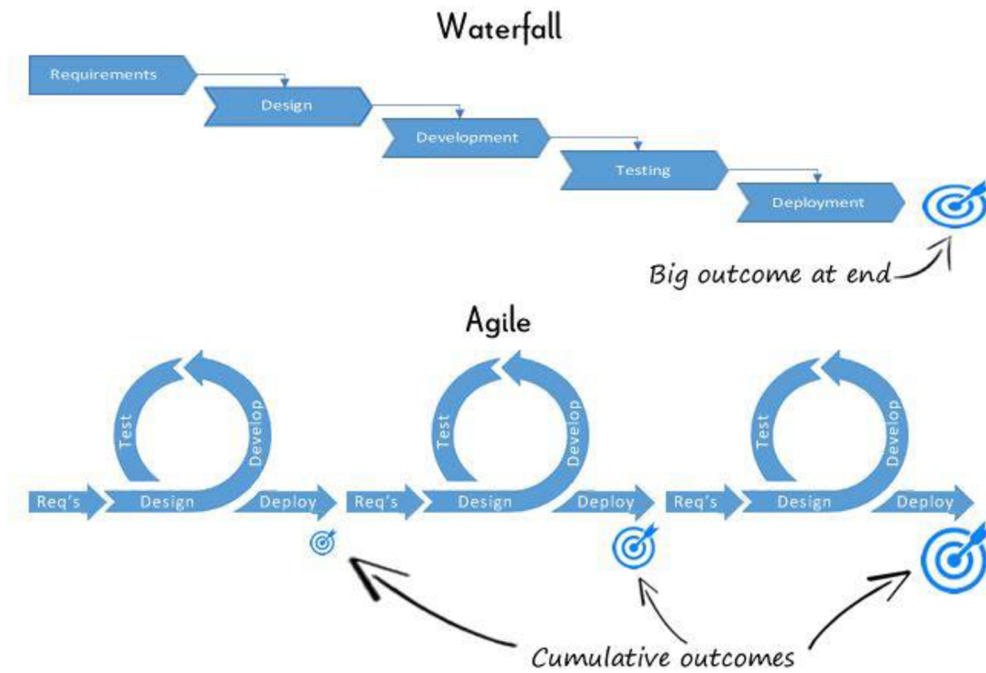 Waterfall
Requirements
Design
Development
Testing
Deployment
Big outcome at end
Agile
Test
Develop
Req's
Design
Deploy
Test
Develop
Req's
Design
Deploy
Test
Develop
Req's
Design
Deploy
Cumulative outcomes